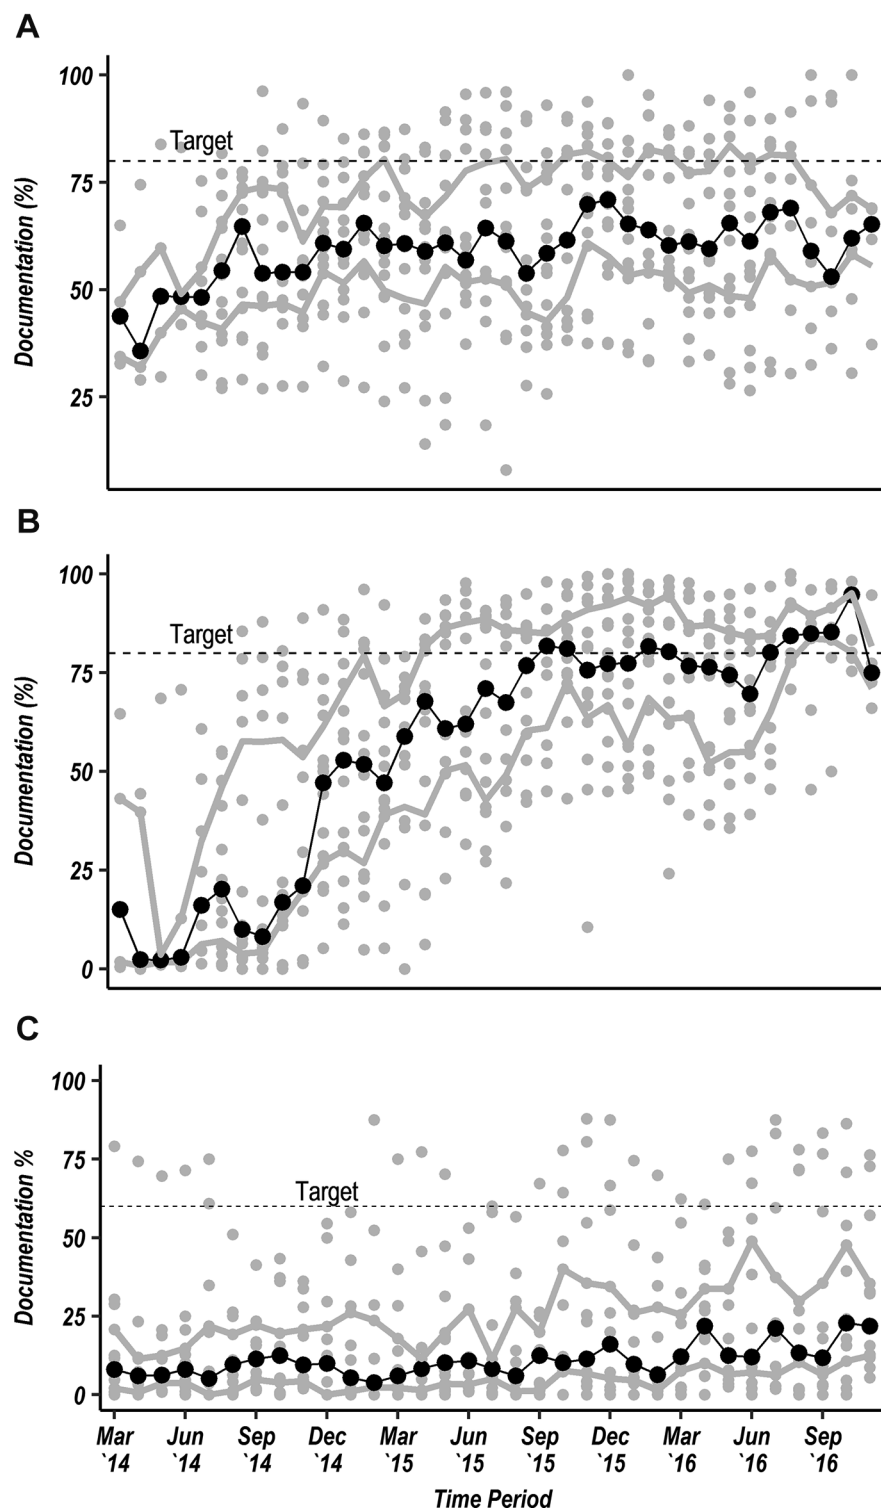 A
100
75
50
25
Documentation (%)
Target
B
100
75
50
25
0
Documentation (%)
Target
C
100
75
50
25
0
Documentation %
Target
Mar Jun Sep Dec Mar Jun Sep Dec Mar Jun Sep
`14 `14 `14 `14 `15 `15 `15 `15 `16 `16 `16
Time Period